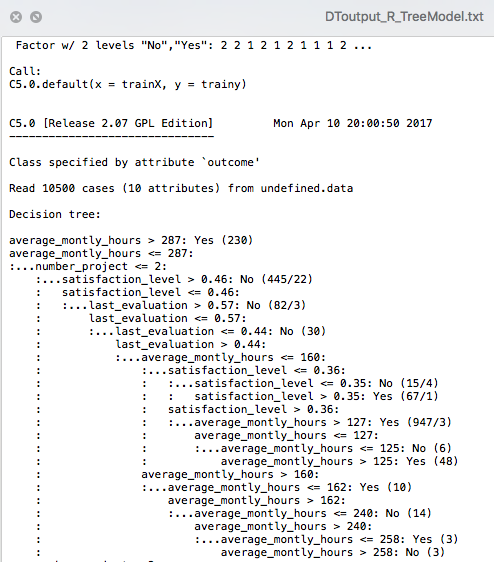 DToutput_R_TreeModel.txt
Factor w/ 2 levels "No","Yes": 2 2 1 2 1 2 1 1 1 2 ...
Call:
C5.0.default(x = trainX, y = trainy)
C5.0 [Release 2.07 GPL Edition]         Mon Apr 10 20:00:50 2017
-------------------------------
Class specified by attribute `outcome'
Read 10500 cases (10 attributes) from undefined.data
Decision tree:
average_montly_hours > 287: Yes (230)
average_montly_hours <= 287:
:...number_project <= 2:
    :...satisfaction_level > 0.46: No (445/22)
    :   satisfaction_level <= 0.46:
    :   :...last_evaluation > 0.57: No (82/3)
    :       last_evaluation <= 0.57:
    :       :...last_evaluation <= 0.44: No (30)
    :           last_evaluation > 0.44:
    :           :...average_montly_hours <= 160:
    :               :...satisfaction_level <= 0.36:
    :               :   :...satisfaction_level <= 0.35: No (15/4)
    :               :   :   satisfaction_level > 0.35: Yes (67/1)
    :               :   satisfaction_level > 0.36:
    :               :   :...average_montly_hours > 127: Yes (947/3)
    :               :       average_montly_hours <= 127:
    :               :       :...average_montly_hours <= 125: No (6)
    :               :           average_montly_hours > 125: Yes (48)
    :               average_montly_hours > 160:
    :               :...average_montly_hours <= 162: Yes (10)
    :                   average_montly_hours > 162:
    :                   :...average_montly_hours <= 240: No (14)
    :                       average_montly_hours > 240:
    :                       :...average_montly_hours <= 258: Yes (3)
    :                           average_montly_hours > 258: No (3)